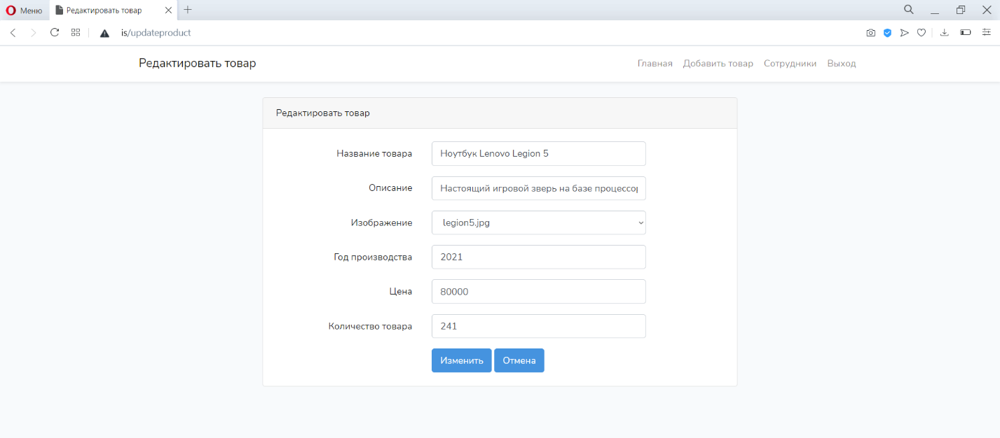 Меню
Редактировать товар
is/updateproduct
Редактировать товар
Главная Добавить товар Сотрудники Выход
Редактировать товар
Название товара Ноутбук Lenovo Legion 5
Описание Настоящий игровой зверь на базе процессор
Изображение legion5.jpg
Год производства 2021
Цена 80000
Количество товара 241
Изменить Отмена